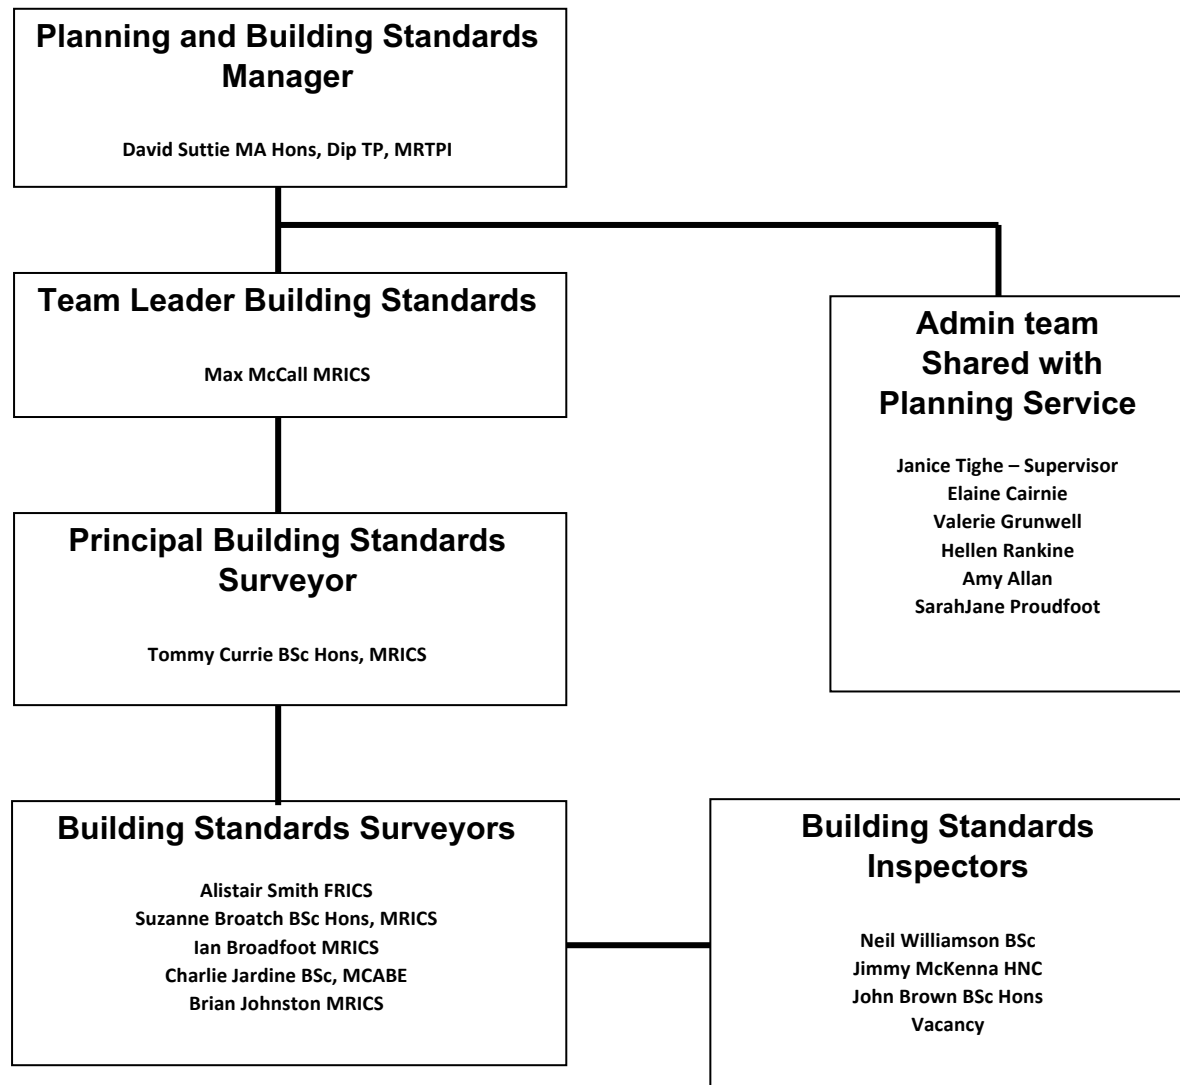 Planning and Building Standards
Manager
David Suttie MA Hons, Dip TP, MRTPI
Team Leader Building Standards
Max McCall MRICS
Admin team
Shared with
Planning Service
Janice Tighe – Supervisor
Elaine Cairnie
Valerie Grunwell
Hellen Rankine
Amy Allan
SarahJane Proudfoot
Principal Building Standards
Surveyor
Tommy Currie BSc Hons, MRICS
Building Standards Surveyors
Alistair Smith FRICS
Suzanne Broatch BSc Hons, MRICS
Ian Broadfoot MRICS
Charlie Jardine BSc, MCABE
Brian Johnston MRICS
Building Standards
Inspectors
Neil Williamson BSc
Jimmy McKenna HNC
John Brown BSc Hons
Vacancy